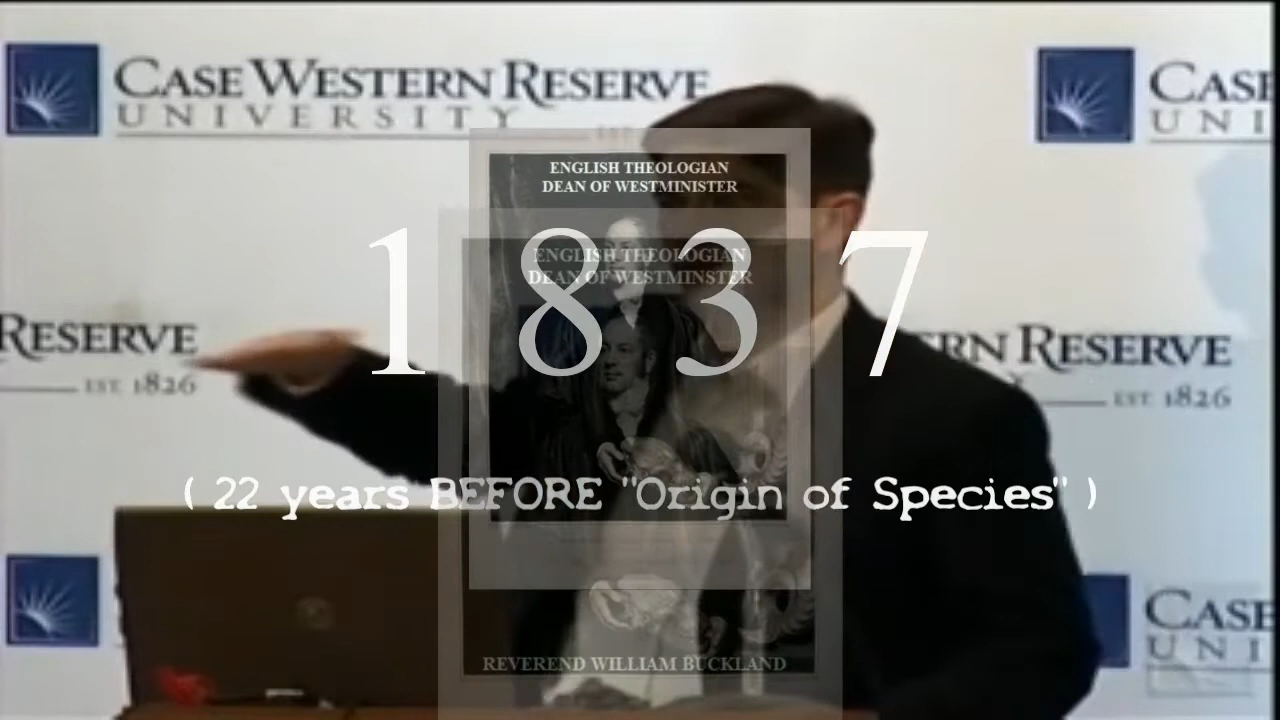 CASE WESTERN RESERVE
UNIVERSITY
CASE
UNI
ENGLISH THEOLOGIAN
DEAN OF WESTMINISTER
1837
ENGLISH THEOLOGIAN
DEAN OF WESTMINSTER
RESERVE
EST. 1826
RN RESERVE
EST. 1826
( 22 years BEFORE "Origin of Species" )
CASE
UNI
REVEREND WILLIAM BUCKLAND